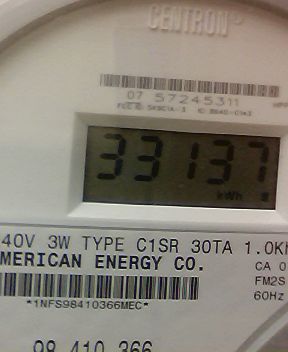 CENTRON
07 57245311
33137
kWh
40V 3W TYPE C1SR 30TA 1.0Kh
MERICAN ENERGY CO.
CA 0
FM2S
60Hz
*1NFS98410366MEC*
98 410 366